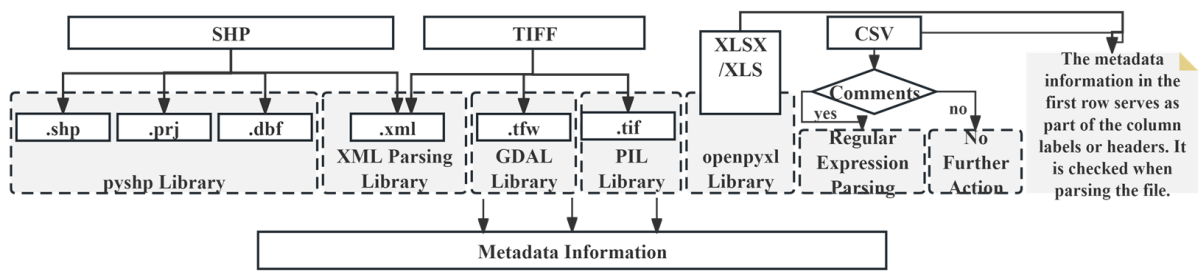 SHP
TIFF
XLSX
/XLS
CSV
Comments
yes
no
.shp
.prj
.dbf
.xml
.tfw
.tif
pyshp Library
XML Parsing
Library
GDAL
Library
PIL
Library
openpyxl
Library
Regular
Expression
Parsing
No
Further
Action
The metadata
information in the
first row serves as
part of the column
labels or headers. It
is checked when
parsing the file.
Metadata Information